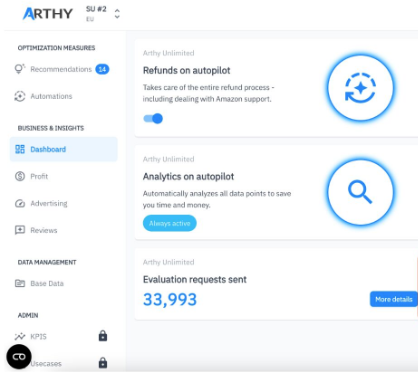 ARTHY
SU #2
EU
OPTIMIZATION MEASURES
Recommendations 14
Automations
BUSINESS & INSIGHTS
Dashboard
Profit
Advertising
Reviews
DATA MANAGEMENT
Base Data
ADMIN
KPIS
Usecases
Arthy Unlimited
Refunds on autopilot
Takes care of the entire refund process -
including dealing with Amazon support.
Arthy Unlimited
Analytics on autopilot
Automatically analyzes all data points to save
you time and money.
Always active
Arthy Unlimited
Evaluation requests sent
33,993
More details